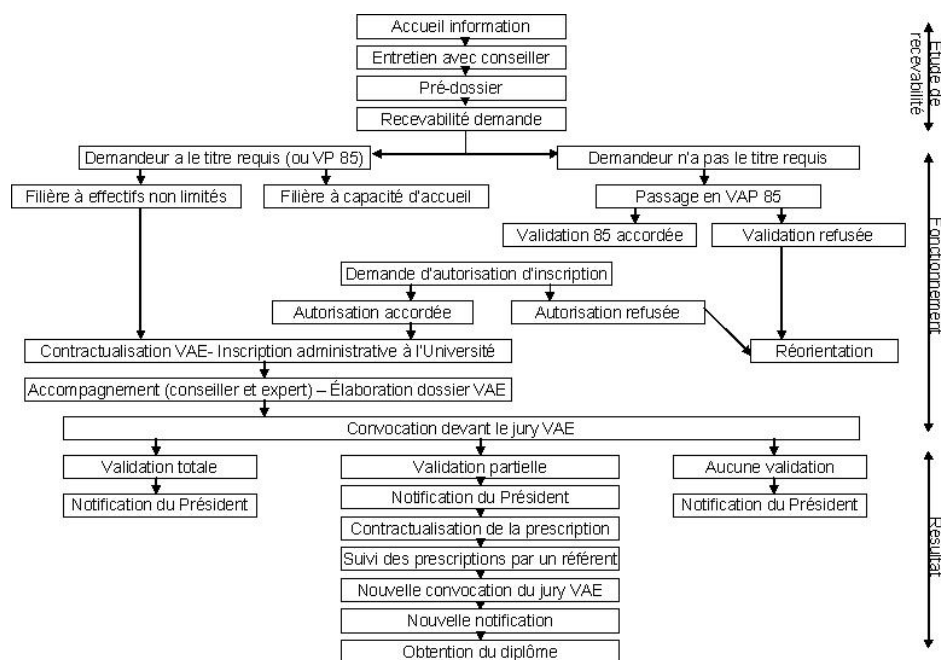 Accueil information
Entretien avec conseiller
Pré-dossier
Recevabilité demande
Etude de
recevabilité
Demandeur a le titre requis (ou VP 85)
Demandeur n'a pas le titre requis
Filière à effectifs non limités
Filière à capacité d'accueil
Passage en VAP 85
Validation 85 accordée
Validation refusée
Demande d'autorisation d'inscription
Autorisation accordée
Autorisation refusée
Contractualisation VAE- Inscription administrative à l'Université
Réorientation
Accompagnement (conseiller et expert) – Élaboration dossier VAE
Convocation devant le jury VAE
Fonctionnement
Validation totale
Validation partielle
Aucune validation
Notification du Président
Notification du Président
Notification du Président
Contractualisation de la prescription
Suivi des prescriptions par un référent
Nouvelle convocation du jury VAE
Nouvelle notification
Obtention du diplôme
Résultat